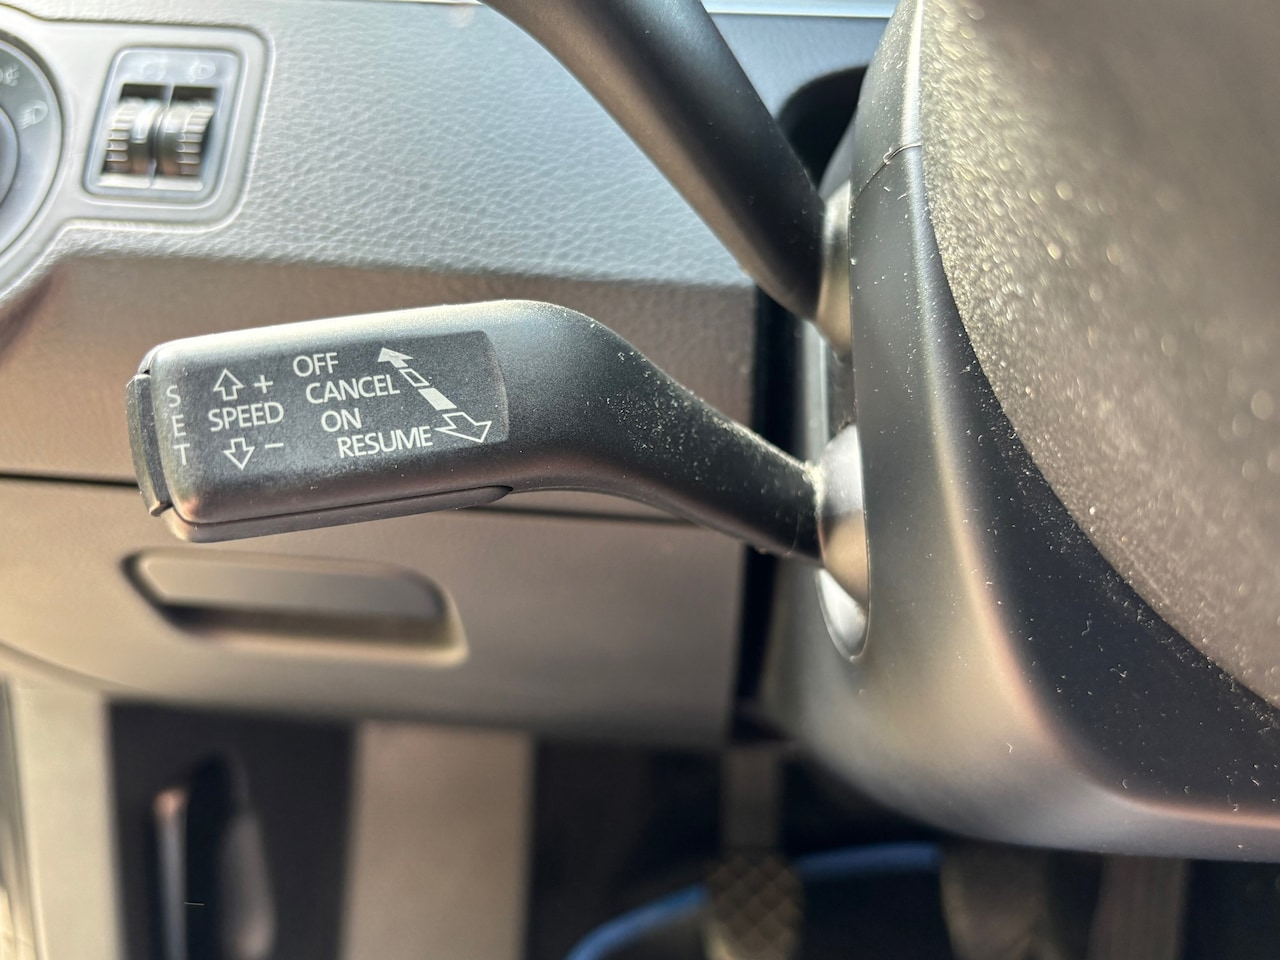 SET
+
SPEED
−
OFF
CANCEL
ON
RESUME